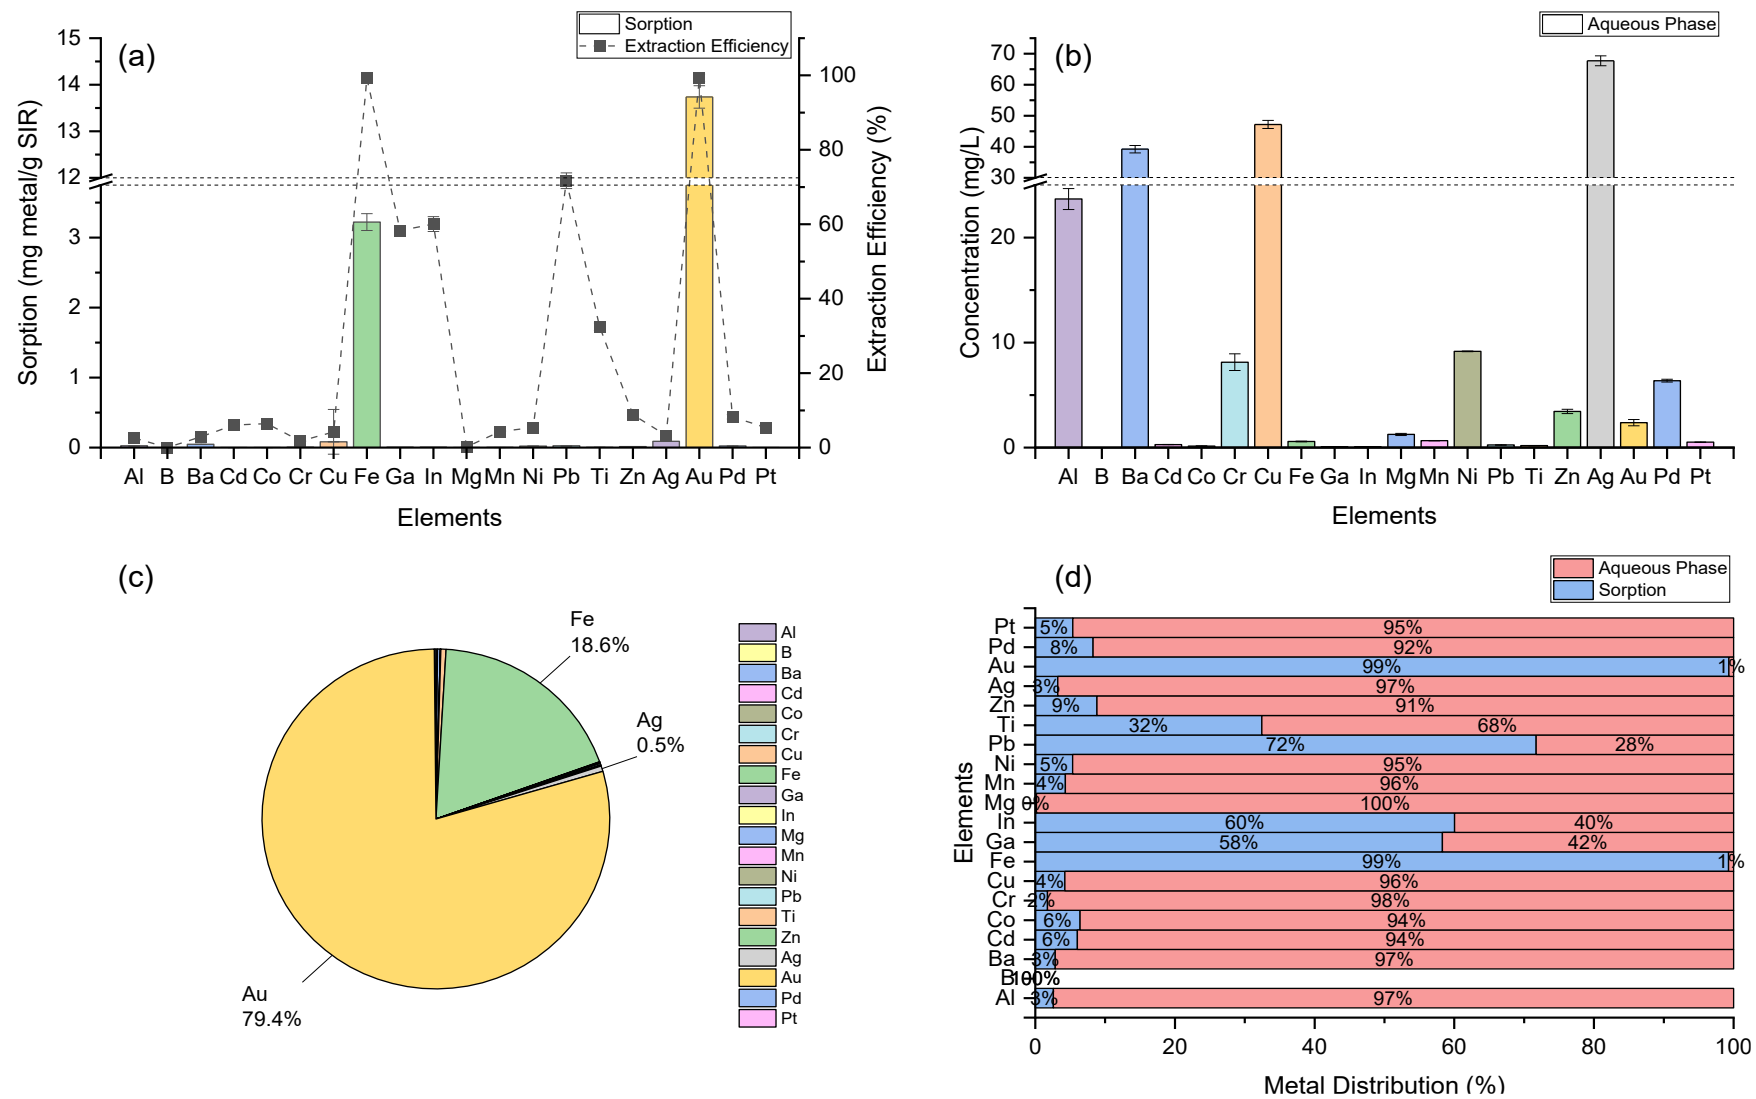 (a)
Sorption
Extraction Efficiency
15
14
13
12
3
2
1
0
100
80
60
40
20
0
Sorption (mg metal/g SIR)
Extraction Efficiency (%)
Al B Ba Cd Co Cr Cu Fe Ga In Mg Mn Ni Pb Ti Zn Ag Au Pd Pt
Elements
(b)
Aqueous Phase
70
60
50
40
30
20
10
0
Concentration (mg/L)
Al B Ba Cd Co Cr Cu Fe Ga In Mg Mn Ni Pb Ti Zn Ag Au Pd Pt
Elements
(c)
Fe
18.6%
Ag
0.5%
Au
79.4%
Al
B
Ba
Cd
Co
Cr
Cu
Fe
Ga
In
Mg
Mn
Ni
Pb
Ti
Zn
Ag
Au
Pd
Pt
(d)
Aqueous Phase
Sorption
Elements
Pt 5% 95%
Pd 8% 92%
Au 99% 1%
Ag 3% 97%
Zn 9% 91%
Ti 32% 68%
Pb 72% 28%
Ni 5% 95%
Mn 4% 96%
Mg 0% 100%
In 60% 40%
Ga 58% 42%
Fe 99% 1%
Cu 4% 96%
Cr 2% 98%
Co 6% 94%
Cd 6% 94%
Ba 3% 97%
B 100%
Al 3% 97%
0 20 40 60 80 100
Metal Distribution (%)